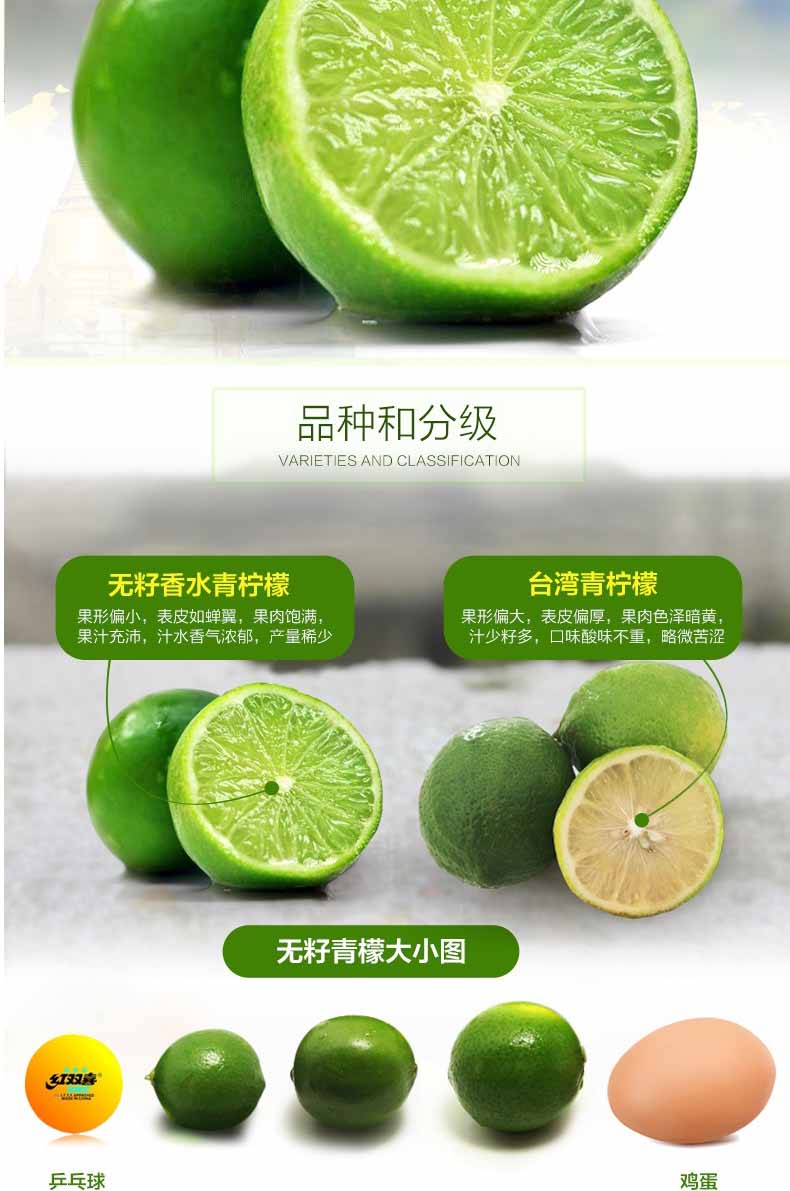 品种和分级
VARIETIES AND CLASSIFICATION
无籽香水青柠檬
果形偏小，表皮如蝉翼，果肉饱满，
果汁充沛，汁水香气浓郁，产量稀少
台湾青柠檬
果形偏大，表皮偏厚，果肉色泽暗黄，
汁少籽多，口味酸味不重，略微苦涩
无籽青檬大小图
红双喜
MADE IN CHINA
乒乓球
鸡蛋